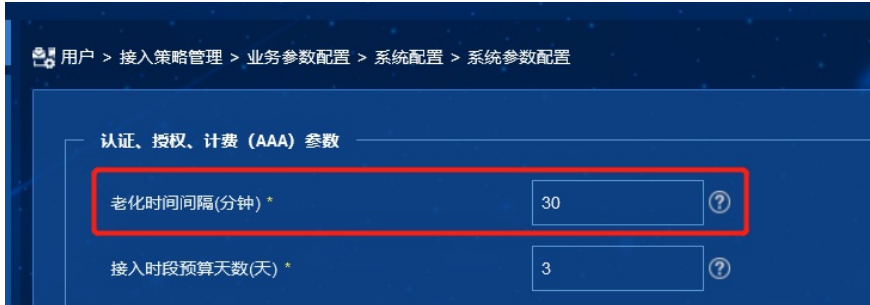 用户 > 接入策略管理 > 业务参数配置 > 系统配置 > 系统参数配置
认证、授权、计费（AAA）参数
老化时间间隔(分钟) * 30
接入时段预算天数(天) * 3